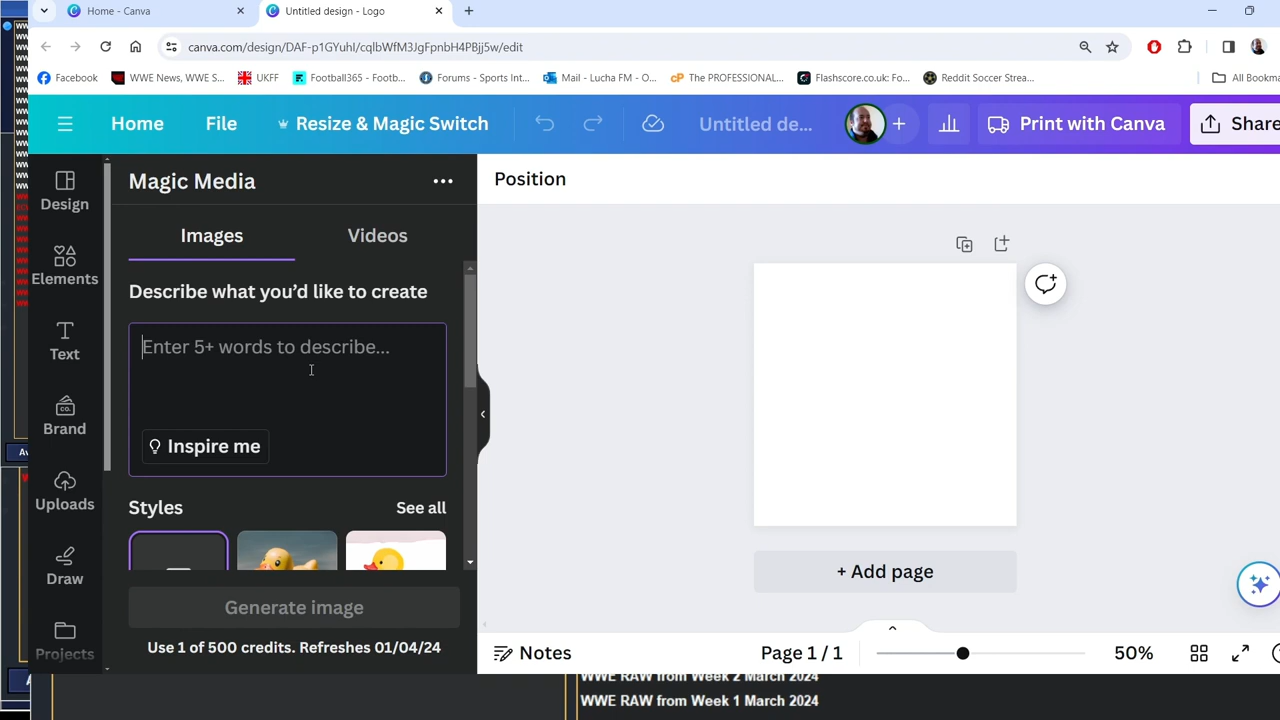 Home - Canva
Untitled design - Logo
canva.com/design/DAF-p1GYuhI/cqlbWfM3JgFpnbH4PBjj5w/edit
Facebook
WWE News, WWE S...
UKFF
Football365 - Footb...
Forums - Sports Int...
Mail - Lucha FM - O...
cP The PROFESSIONAL...
Flashscore.co.uk: Fo...
Reddit Soccer Strea...
All Bookma
Home
File
Resize & Magic Switch
Untitled de...
+
Print with Canva
Share
Design
Elements
Text
Brand
Uploads
Draw
Projects
Magic Media
Images
Videos
Describe what you’d like to create
Enter 5+ words to describe...
Inspire me
Styles
See all
Generate image
Use 1 of 500 credits. Refreshes 01/04/24
Position
+ Add page
Notes
Page 1 / 1
50%
WWE RAW from Week 2 March 2024
WWE RAW from Week 1 March 2024